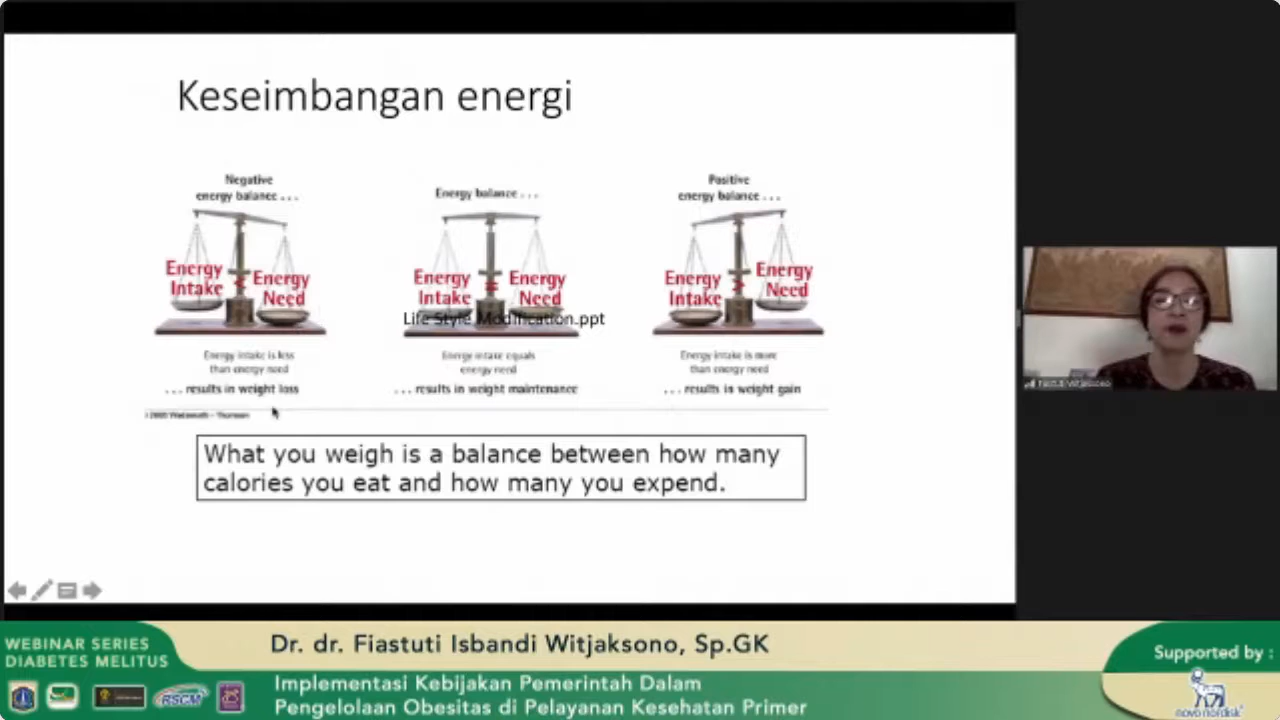 Keseimbangan energi
Negative
energy balance . . .
Energy
Intake
<
Energy
Need
Energy intake is less
than energy need
. . . results in weight loss
Energy balance . . .
Energy
Intake
=
Energy
Need
Life Style Modification.ppt
Energy intake equals
energy need
. . . results in weight maintenance
Positive
energy balance . . .
Energy
Intake
>
Energy
Need
Energy intake is more
than energy need
. . . results in weight gain
What you weigh is a balance between how many
calories you eat and how many you expend.
Fiastuti Witjaksono
WEBINAR SERIES
DIABETES MELITUS
Dr. dr. Fiastuti Isbandi Witjaksono, Sp.GK
Implementasi Kebijakan Pemerintah Dalam
Pengelolaan Obesitas di Pelayanan Kesehatan Primer
RSCM
Supported by :
novo nordisk